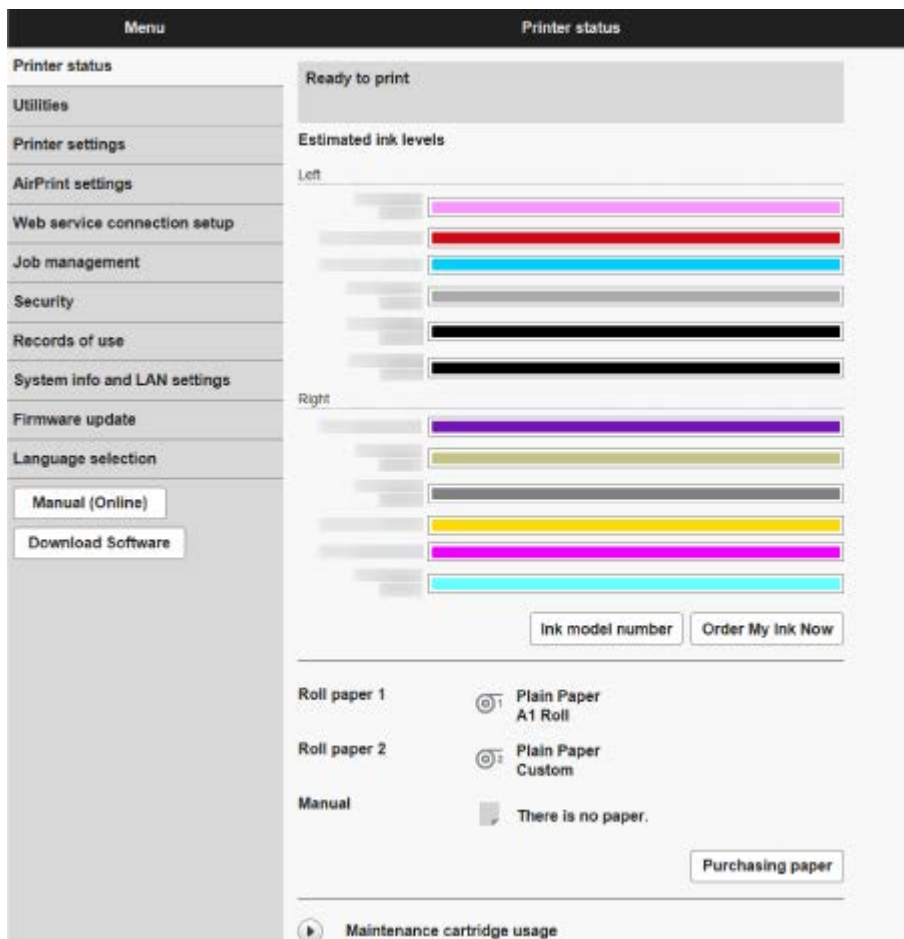 Menu
Printer status
Printer status
Utilities
Printer settings
AirPrint settings
Web service connection setup
Job management
Security
Records of use
System info and LAN settings
Firmware update
Language selection
Manual (Online)
Download Software
Ready to print
Estimated ink levels
Left
Right
Ink model number
Order My Ink Now
Roll paper 1
1
Plain Paper
A1 Roll
Roll paper 2
2
Plain Paper
Custom
Manual
There is no paper.
Purchasing paper
Maintenance cartridge usage